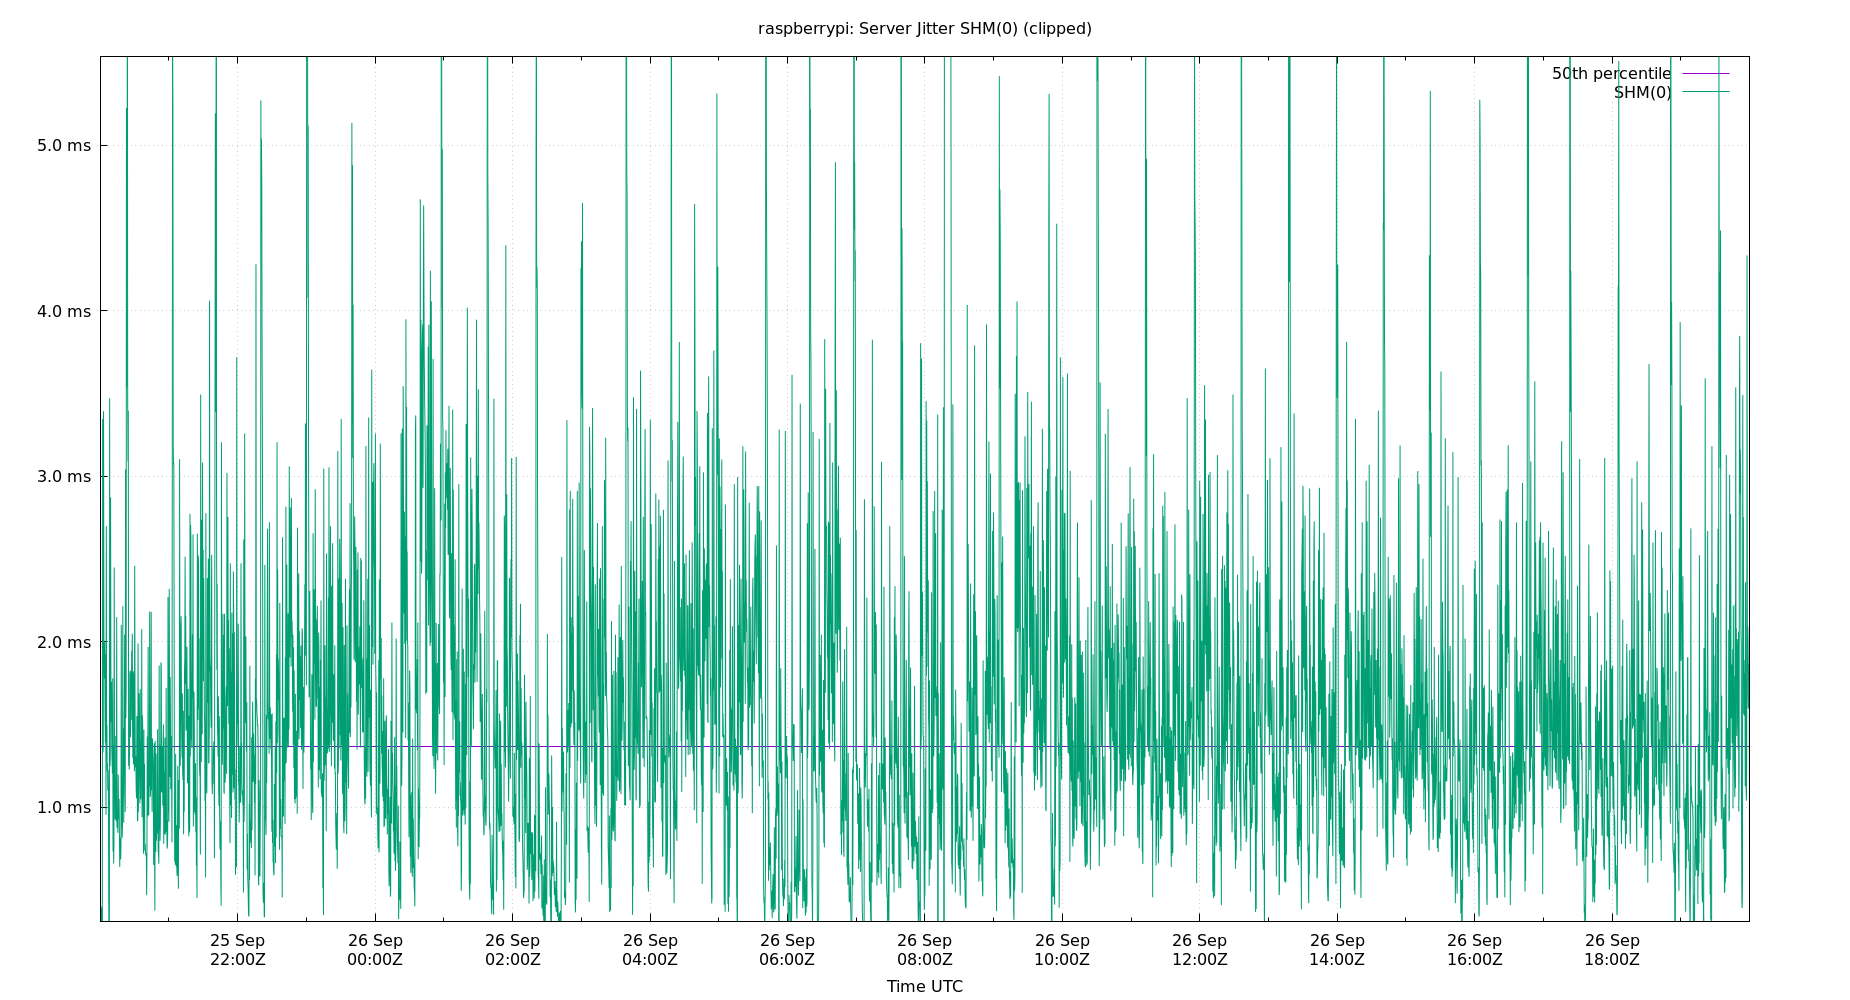 raspberrypi: Server Jitter SHM(0) (clipped)
50th percentile
SHM(0)
5.0 ms
4.0 ms
3.0 ms
2.0 ms
1.0 ms
25 Sep 26 Sep 26 Sep 26 Sep 26 Sep 26 Sep 26 Sep 26 Sep 26 Sep 26 Sep 26 Sep
22:00Z 00:00Z 02:00Z 04:00Z 06:00Z 08:00Z 10:00Z 12:00Z 14:00Z 16:00Z 18:00Z
Time UTC